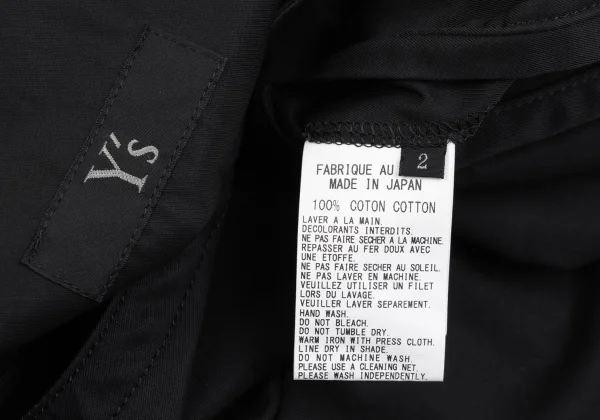 Y's
2
FABRIQUE AU
MADE IN JAPAN
100% COTON COTTON
LAVER A LA MAIN.
DECOLORANTS INTERDITS.
NE PAS FAIRE SECHER A LA MACHINE.
REPASSER AU FER DOUX AVEC
UNE ETOFFE.
NE PAS FAIRE SECHER AU SOLEIL.
NE PAS LAVER EN MACHINE.
VEUILLEZ UTILISER UN FILET
LORS DU LAVAGE.
VEUILLER LAVER SEPAREMENT.
HAND WASH.
DO NOT BLEACH.
DO NOT TUMBLE DRY.
WARM IRON WITH PRESS CLOTH.
LINE DRY IN SHADE.
DO NOT MACHINE WASH.
PLEASE USE A CLEANING NET.
PLEASE WASH INDEPENDENTLY.